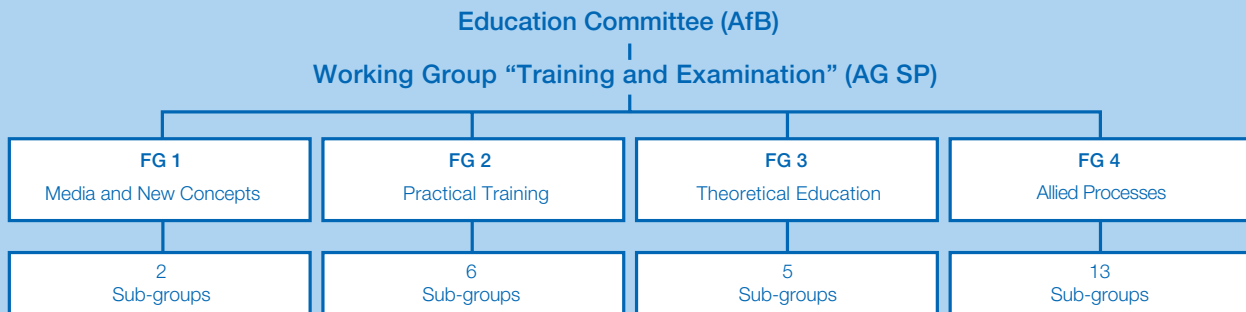 Education Committee (AfB)
Working Group “Training and Examination” (AG SP)
FG 1
Media and New Concepts
FG 2
Practical Training
FG 3
Theoretical Education
FG 4
Allied Processes
2
Sub-groups
6
Sub-groups
5
Sub-groups
13
Sub-groups